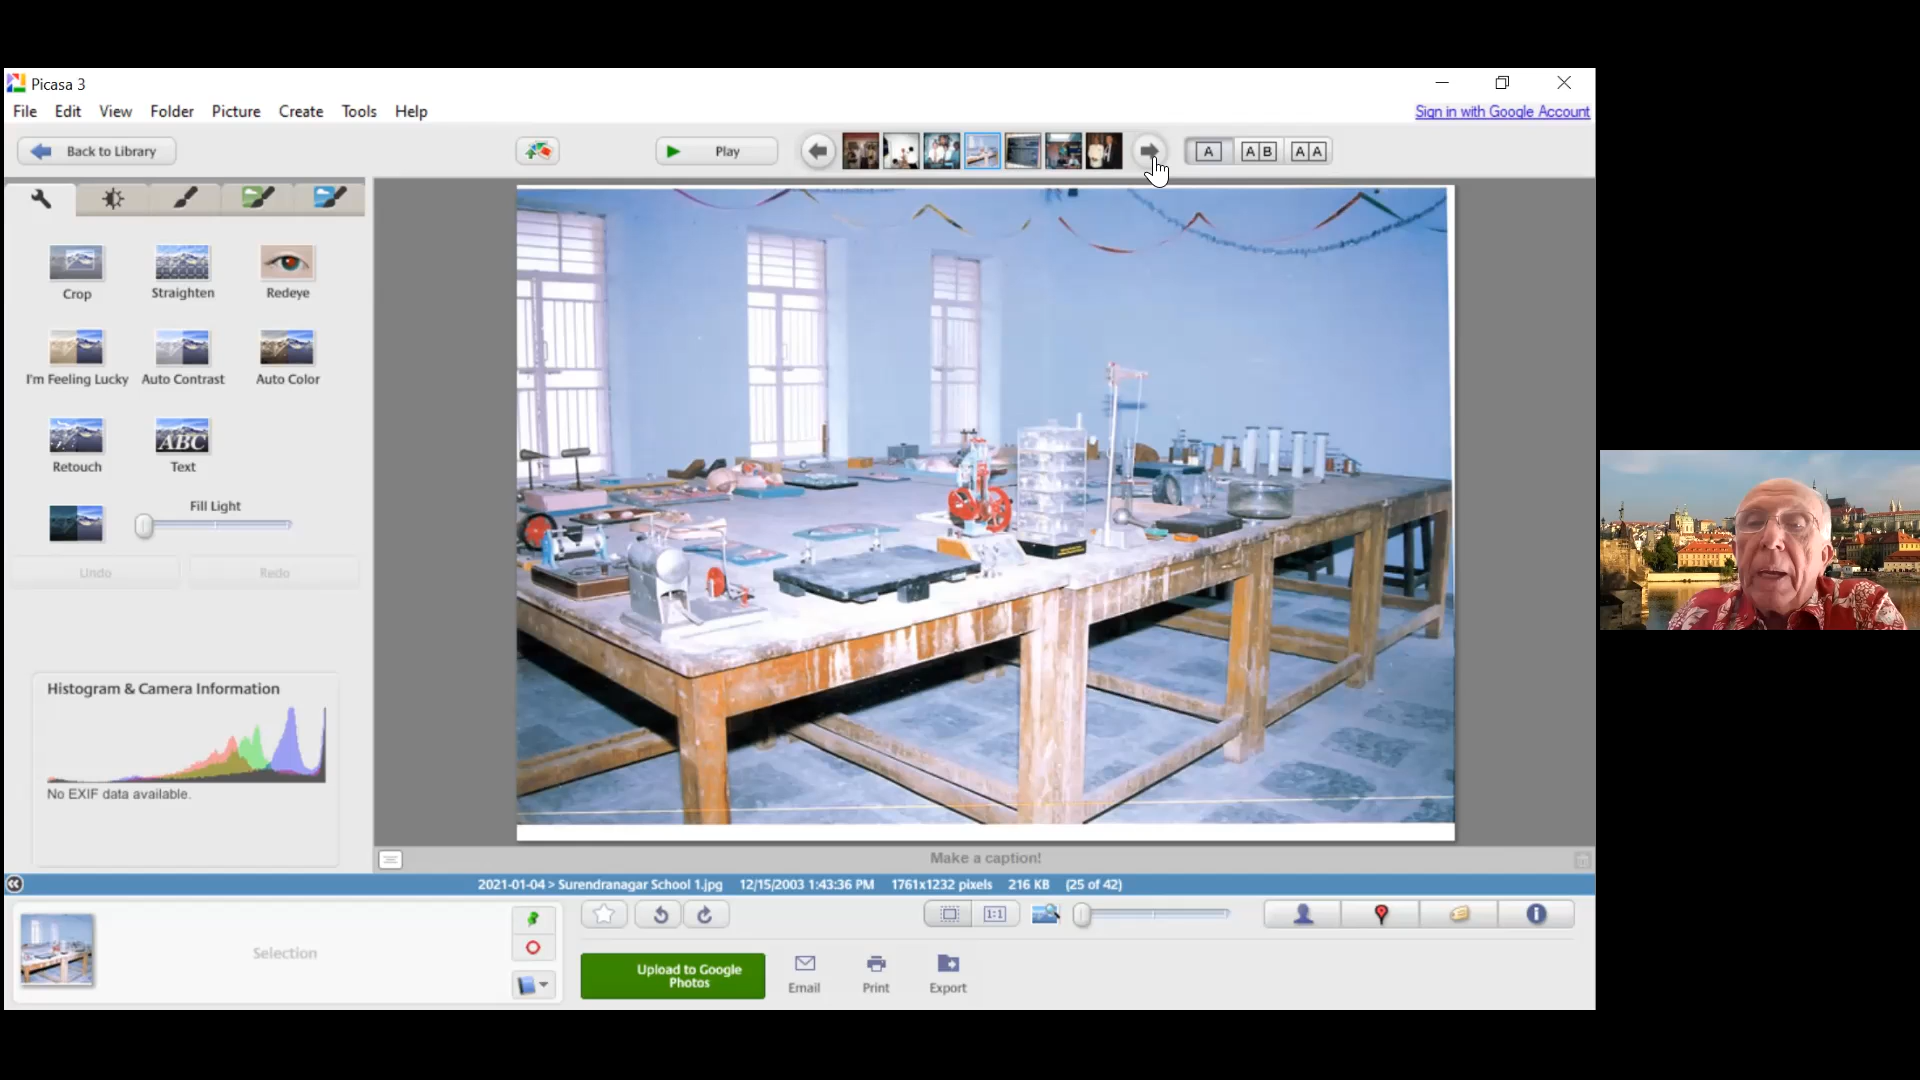 Picasa 3
File Edit View Folder Picture Create Tools Help
Sign in with Google Account
Back to Library
Play
A
A B
A A
Crop
Straighten
Redeye
I'm Feeling Lucky
Auto Contrast
Auto Color
Retouch
ABC
Text
Fill Light
Undo
Redo
Histogram & Camera Information
No EXIF data available.
Make a caption!
2021-01-04 > Surendranagar School 1.jpg 12/15/2003 1:43:36 PM 1761x1232 pixels 216 KB (25 of 42)
Selection
1:1
Upload to Google
Photos
Email
Print
Export